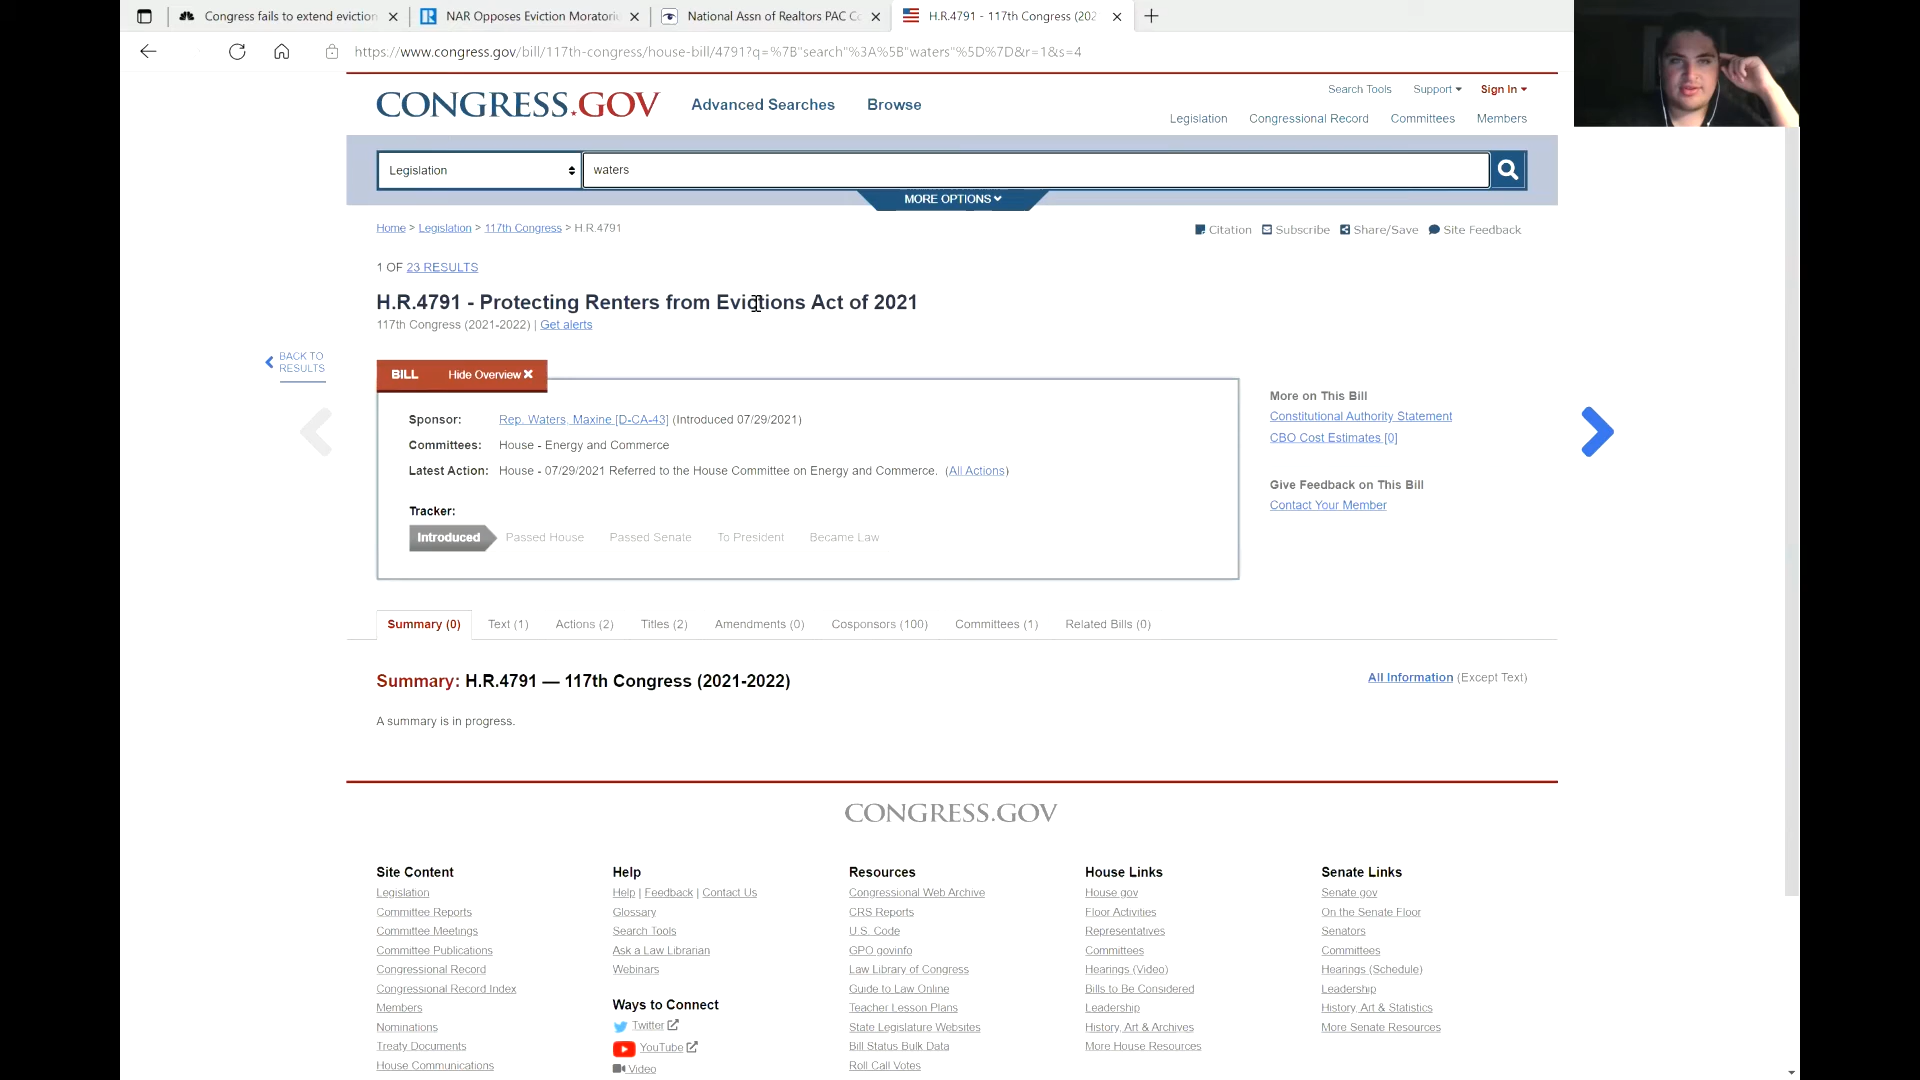 Congress fails to extend eviction
NAR Opposes Eviction Moratori
National Assn of Realtors PAC Co
H.R.4791 - 117th Congress (202
https://www.congress.gov/bill/117th-congress/house-bill/4791?q=%7B"search"%3A%5B"waters"%5D%7D&r=1&s=4
CONGRESS.GOV
Advanced Searches
Browse
Search Tools
Support
Sign In
Legislation
Congressional Record
Committees
Members
Legislation
waters
MORE OPTIONS
Home > Legislation > 117th Congress > H.R.4791
Citation
Subscribe
Share/Save
Site Feedback
1 OF 23 RESULTS
H.R.4791 - Protecting Renters from Evictions Act of 2021
117th Congress (2021-2022) | Get alerts
BACK TO
RESULTS
BILL
Hide Overview
Sponsor: Rep. Waters, Maxine [D-CA-43] (Introduced 07/29/2021)
Committees: House - Energy and Commerce
Latest Action: House - 07/29/2021 Referred to the House Committee on Energy and Commerce. (All Actions)
Tracker:
Introduced
Passed House
Passed Senate
To President
Became Law
More on This Bill
Constitutional Authority Statement
CBO Cost Estimates [0]
Give Feedback on This Bill
Contact Your Member
Summary (0)
Text (1)
Actions (2)
Titles (2)
Amendments (0)
Cosponsors (100)
Committees (1)
Related Bills (0)
Summary: H.R.4791 — 117th Congress (2021-2022)
All Information (Except Text)
A summary is in progress.
CONGRESS.GOV
Site Content
Legislation
Committee Reports
Committee Meetings
Committee Publications
Congressional Record
Congressional Record Index
Members
Nominations
Treaty Documents
House Communications
Help
Help | Feedback | Contact Us
Glossary
Search Tools
Ask a Law Librarian
Webinars
Ways to Connect
Twitter
YouTube
Video
Resources
Congressional Web Archive
CRS Reports
U.S. Code
GPO govinfo
Law Library of Congress
Guide to Law Online
Teacher Lesson Plans
State Legislature Websites
Bill Status Bulk Data
Roll Call Votes
House Links
House gov
Floor Activities
Representatives
Committees
Hearings (Video)
Bills to Be Considered
Leadership
History, Art & Archives
More House Resources
Senate Links
Senate gov
On the Senate Floor
Senators
Committees
Hearings (Schedule)
Leadership
History, Art & Statistics
More Senate Resources